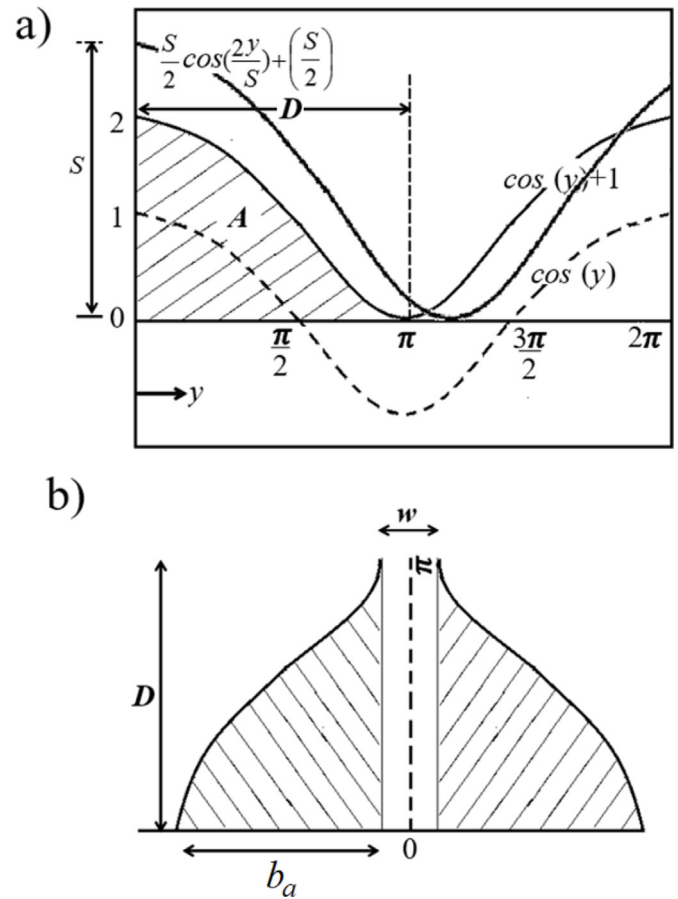 a)
S/2 cos(2y/S)+(S/2)
D
2
S
cos (y)+1
1
A
cos (y)
0
π/2
π
3π/2
2π
y
b)
w
π
D
0
b_a